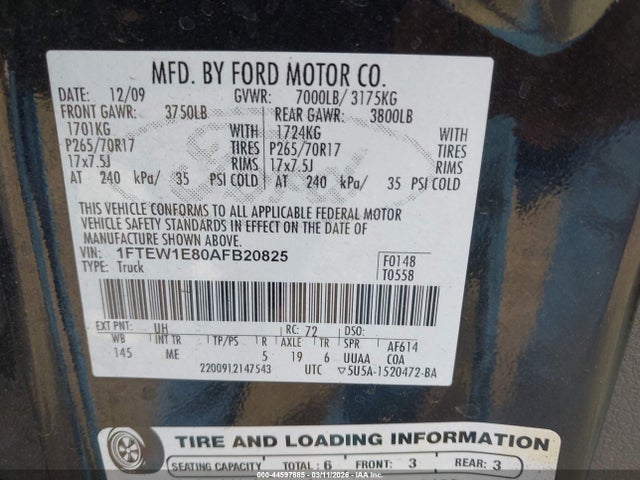 MFD. BY FORD MOTOR CO.
DATE: 12/09 GVWR: 7000LB/ 3175KG
FRONT GAWR: 3750LB REAR GAWR: 3800LB
1701KG WITH 1724KG WITH
P265/70R17 TIRES P265/70R17 TIRES
17x7.5J RIMS 17x7.5J RIMS
AT 240 kPa/ 35 PSI COLD AT 240 kPa/ 35 PSI COLD
THIS VEHICLE CONFORMS TO ALL APPLICABLE FEDERAL MOTOR
VEHICLE SAFETY STANDARDS IN EFFECT ON THE DATE OF
MANUFACTURE SHOWN ABOVE.
VIN: 1FTEW1E80AFB20825 F0148
TYPE: Truck T0558
EXT PNT: UH RC: 72 DSO:
WB INT TR TP/PS R AXLE TR SPR AF614
145 ME 5 19 6 UUAA COA
2200912147543 UTC ▽5U5A-1520472-BA
TIRE AND LOADING INFORMATION
SEATING CAPACITY TOTAL: 6 FRONT: 3 REAR: 3
00-44597885 | 03/11/2026 - COPART IAA